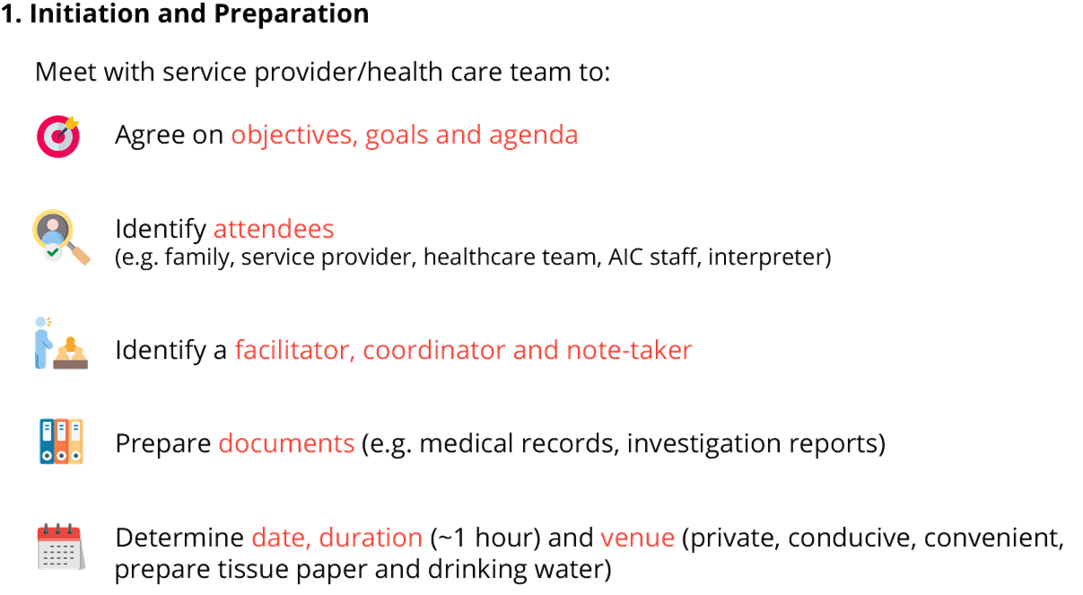 1. Initiation and Preparation
Meet with service provider/health care team to:
Agree on objectives, goals and agenda
Identify attendees
(e.g. family, service provider, healthcare team, AIC staff, interpreter)
Identify a facilitator, coordinator and note-taker
Prepare documents (e.g. medical records, investigation reports)
Determine date, duration (~1 hour) and venue (private, conducive, convenient,
prepare tissue paper and drinking water)